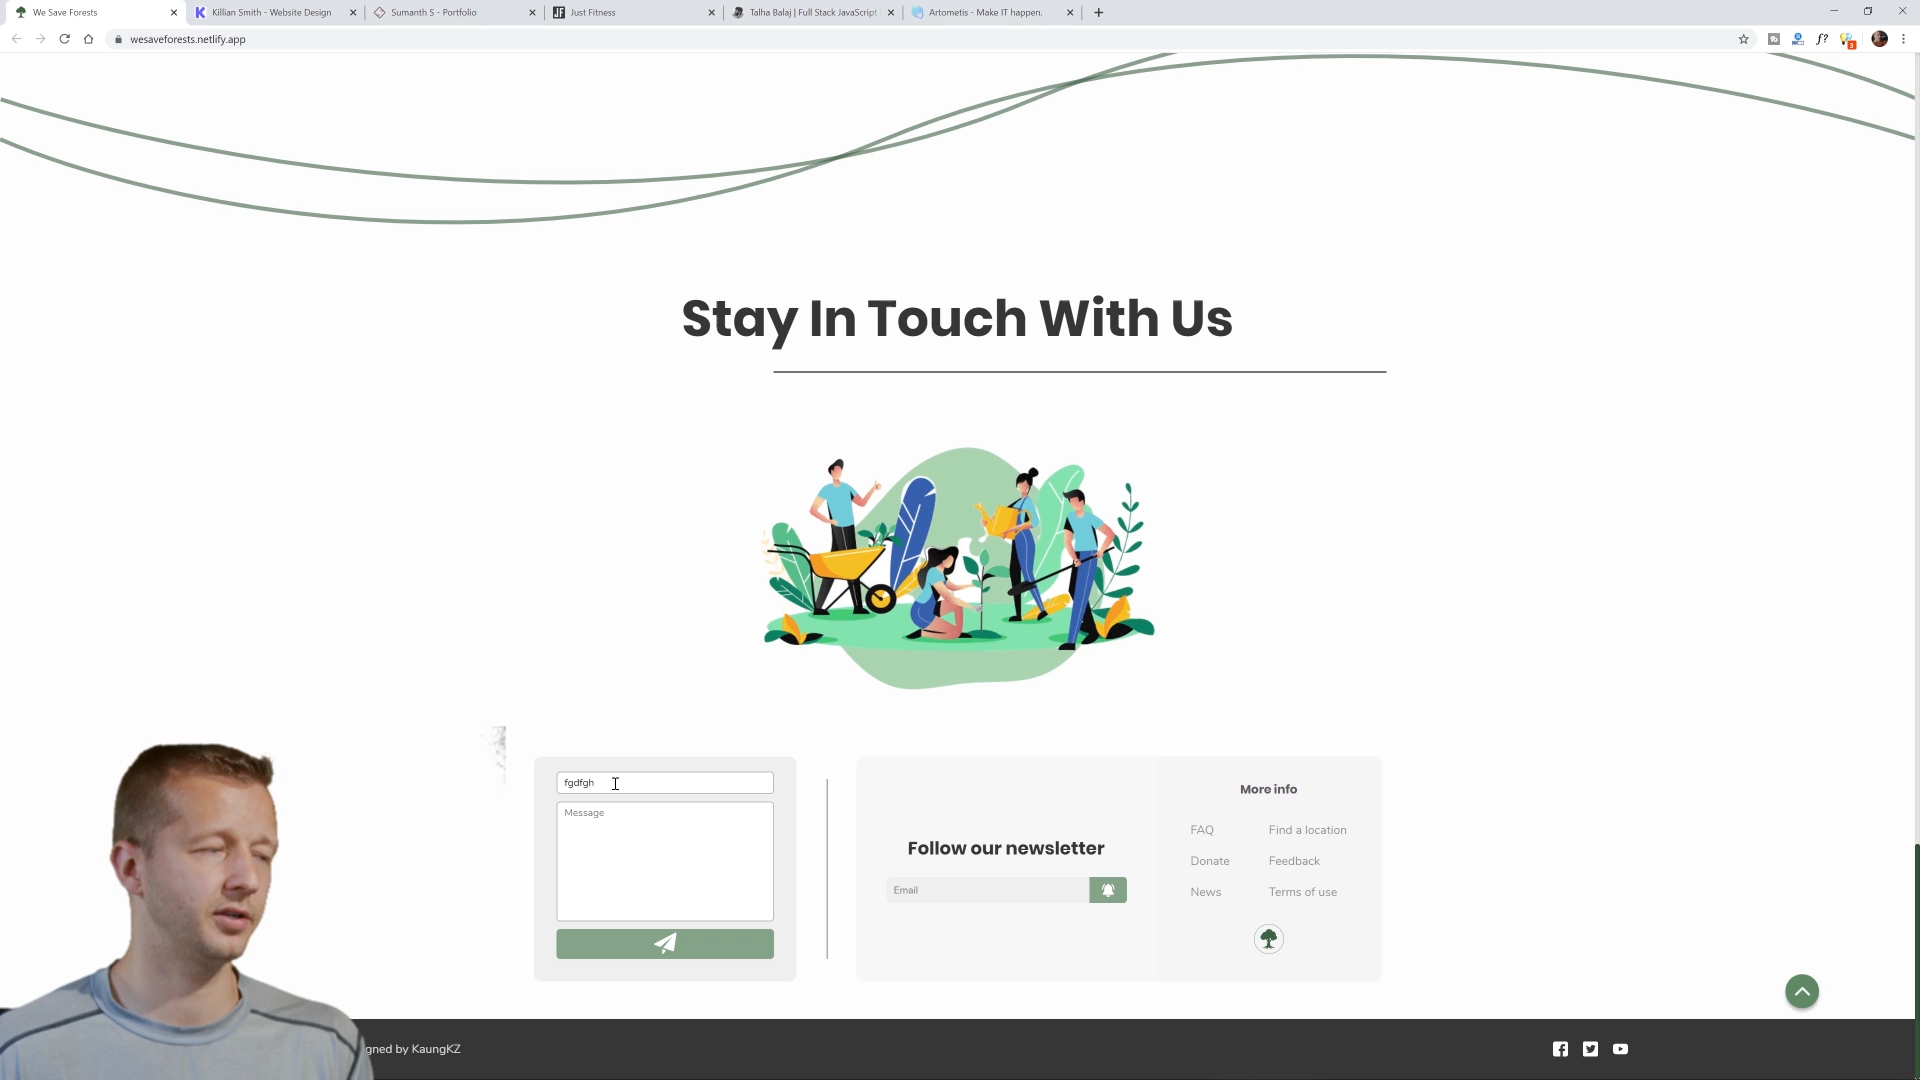 We Save Forests
Killian Smith - Website Design
Sumanth S - Portfolio
JF Just Fitness
Talha Balaj | Full Stack JavaScript
Artometis - Make IT happen.
wesaveforests.netlify.app
f?
3
Stay In Touch With Us
fgdfgh
Message
Follow our newsletter
Email
More info
FAQ
Find a location
Donate
Feedback
News
Terms of use
gned by KaungKZ